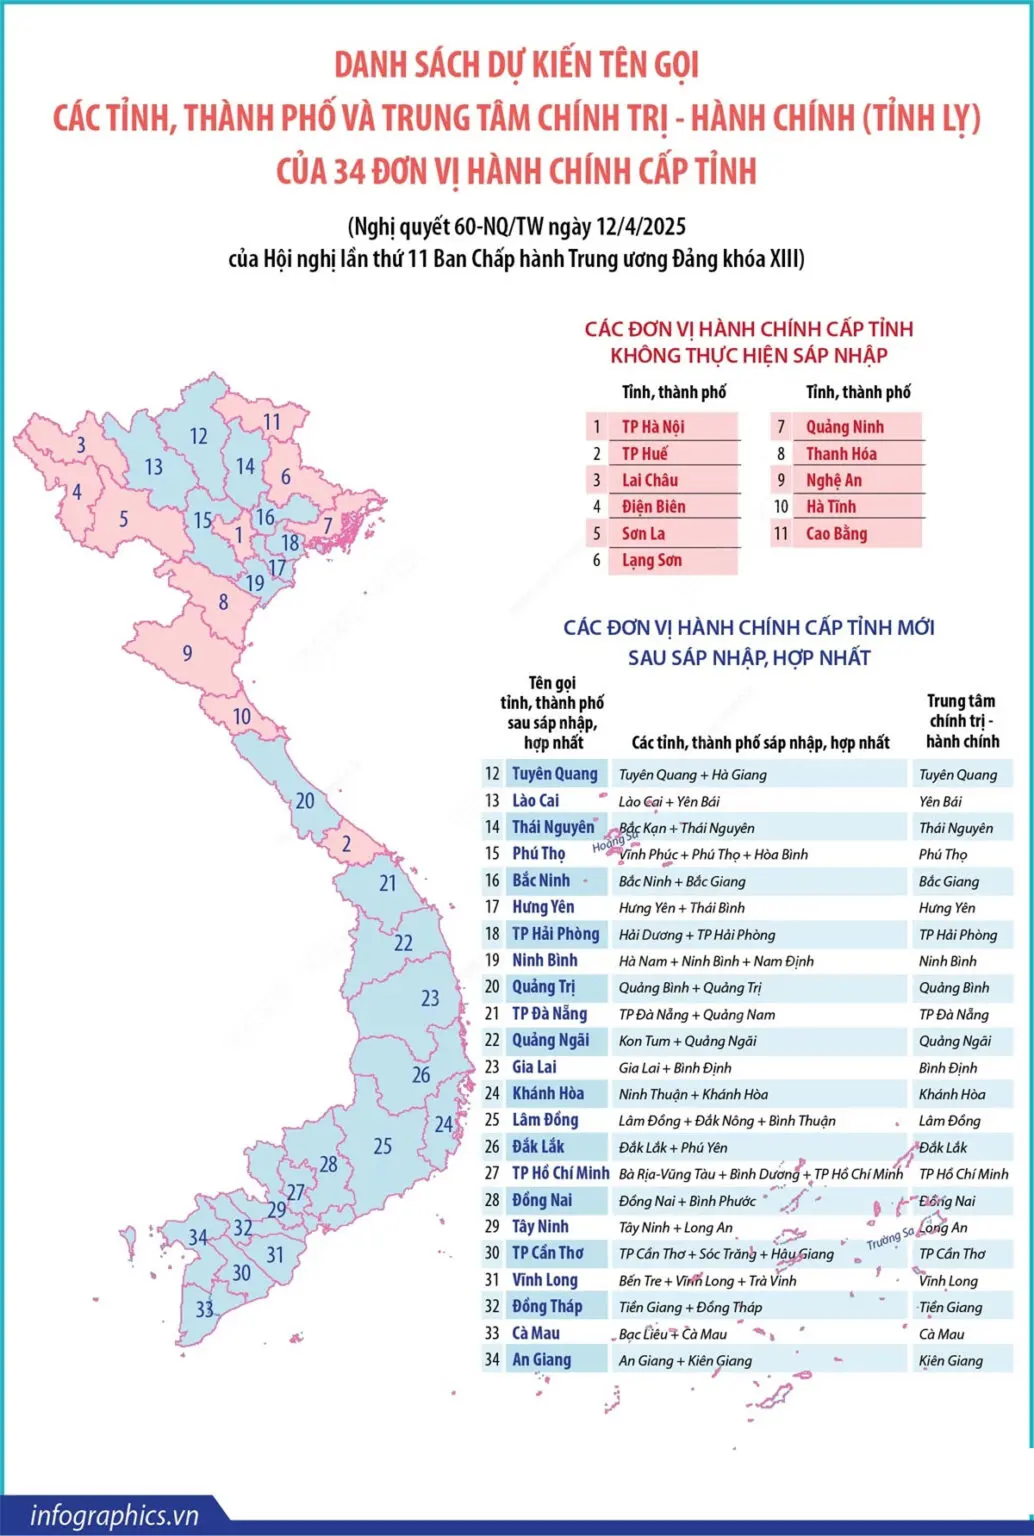 DANH SÁCH DỰ KIẾN TÊN GỌI
CÁC TỈNH, THÀNH PHỐ VÀ TRUNG TÂM CHÍNH TRỊ - HÀNH CHÍNH (TỈNH LỴ)
CỦA 34 ĐƠN VỊ HÀNH CHÍNH CẤP TỈNH
(Nghị quyết 60-NQ/TW ngày 12/4/2025
của Hội nghị lần thứ 11 Ban Chấp hành Trung ương Đảng khóa XIII)
CÁC ĐƠN VỊ HÀNH CHÍNH CẤP TỈNH
KHÔNG THỰC HIỆN SÁP NHẬP
Tỉnh, thành phố Tỉnh, thành phố
1 TP Hà Nội 7 Quảng Ninh
2 TP Huế 8 Thanh Hóa
3 Lai Châu 9 Nghệ An
4 Điện Biên 10 Hà Tĩnh
5 Sơn La 11 Cao Bằng
6 Lạng Sơn
CÁC ĐƠN VỊ HÀNH CHÍNH CẤP TỈNH MỚI
SAU SÁP NHẬP, HỢP NHẤT
Tên gọi
tỉnh, thành phố
sau sáp nhập,
hợp nhất
Các tỉnh, thành phố sáp nhập, hợp nhất
Trung tâm
chính trị -
hành chính
12 Tuyên Quang Tuyên Quang + Hà Giang Tuyên Quang
13 Lào Cai Lào Cai + Yên Bái Yên Bái
14 Thái Nguyên Bắc Kạn + Thái Nguyên Thái Nguyên
15 Phú Thọ Vĩnh Phúc + Phú Thọ + Hòa Bình Phú Thọ
16 Bắc Ninh Bắc Ninh + Bắc Giang Bắc Giang
17 Hưng Yên Hưng Yên + Thái Bình Hưng Yên
18 TP Hải Phòng Hải Dương + TP Hải Phòng TP Hải Phòng
19 Ninh Bình Hà Nam + Ninh Bình + Nam Định Ninh Bình
20 Quảng Trị Quảng Bình + Quảng Trị Quảng Bình
21 TP Đà Nẵng TP Đà Nẵng + Quảng Nam TP Đà Nẵng
22 Quảng Ngãi Kon Tum + Quảng Ngãi Quảng Ngãi
23 Gia Lai Gia Lai + Bình Định Bình Định
24 Khánh Hòa Ninh Thuận + Khánh Hòa Khánh Hòa
25 Lâm Đồng Lâm Đồng + Đắk Nông + Bình Thuận Lâm Đồng
26 Đắk Lắk Đắk Lắk + Phú Yên Đắk Lắk
27 TP Hồ Chí Minh Bà Rịa-Vũng Tàu + Bình Dương + TP Hồ Chí Minh TP Hồ Chí Minh
28 Đồng Nai Đồng Nai + Bình Phước Đồng Nai
29 Tây Ninh Tây Ninh + Long An Long An
30 TP Cần Thơ TP Cần Thơ + Sóc Trăng + Hậu Giang TP Cần Thơ
31 Vĩnh Long Bến Tre + Vĩnh Long + Trà Vinh Vĩnh Long
32 Đồng Tháp Tiền Giang + Đồng Tháp Tiền Giang
33 Cà Mau Bạc Liêu + Cà Mau Cà Mau
34 An Giang An Giang + Kiên Giang Kiên Giang
Hoàng Sa
Trường Sa
11
12
3
13
14
6
4
5
15
16
7
1
18
17
19
8
9
10
20
2
21
22
23
26
24
25
28
27
29
32
34
31
30
33
infographics.vn